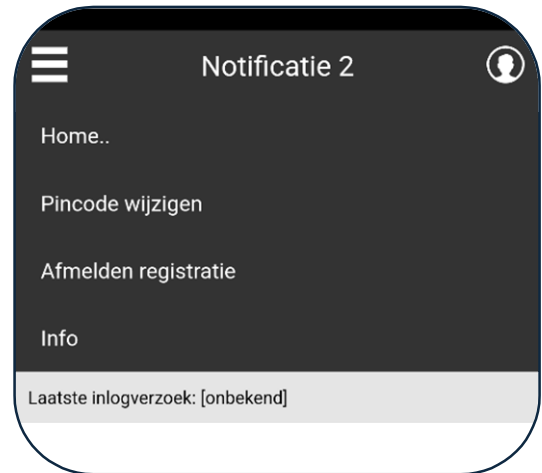 Notificatie 2
Home..
Pincode wijzigen
Afmelden registratie
Info
Laatste inlogverzoek: [onbekend]